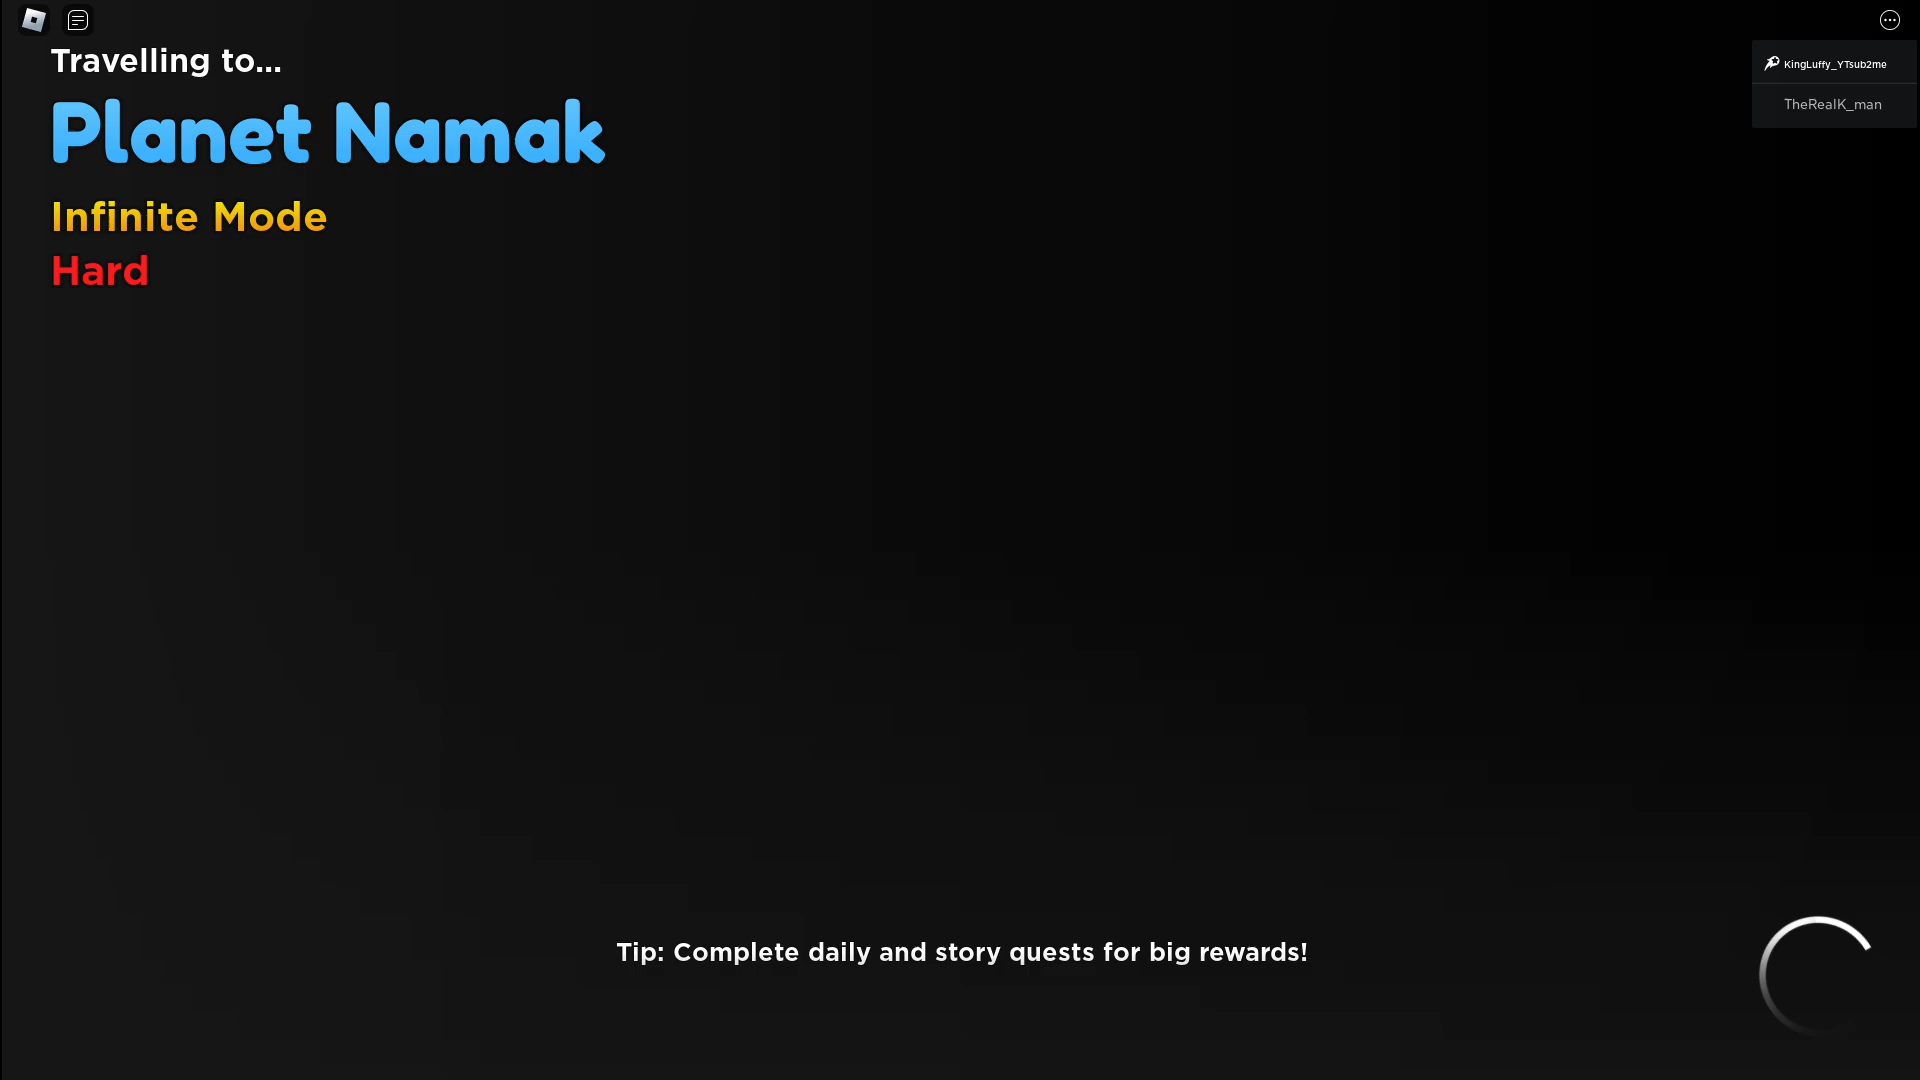 Travelling to...
Planet Namak
Infinite Mode
Hard
KingLuffy_YTsub2me
TheRealK_man
Tip: Complete daily and story quests for big rewards!